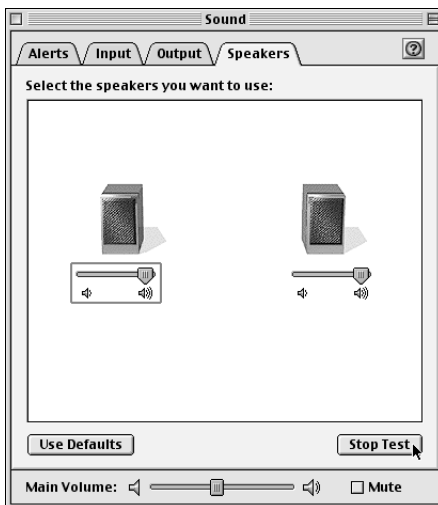 Sound
Alerts Input Output Speakers ?
Select the speakers you want to use:
Use Defaults Stop Test
Main Volume: Mute